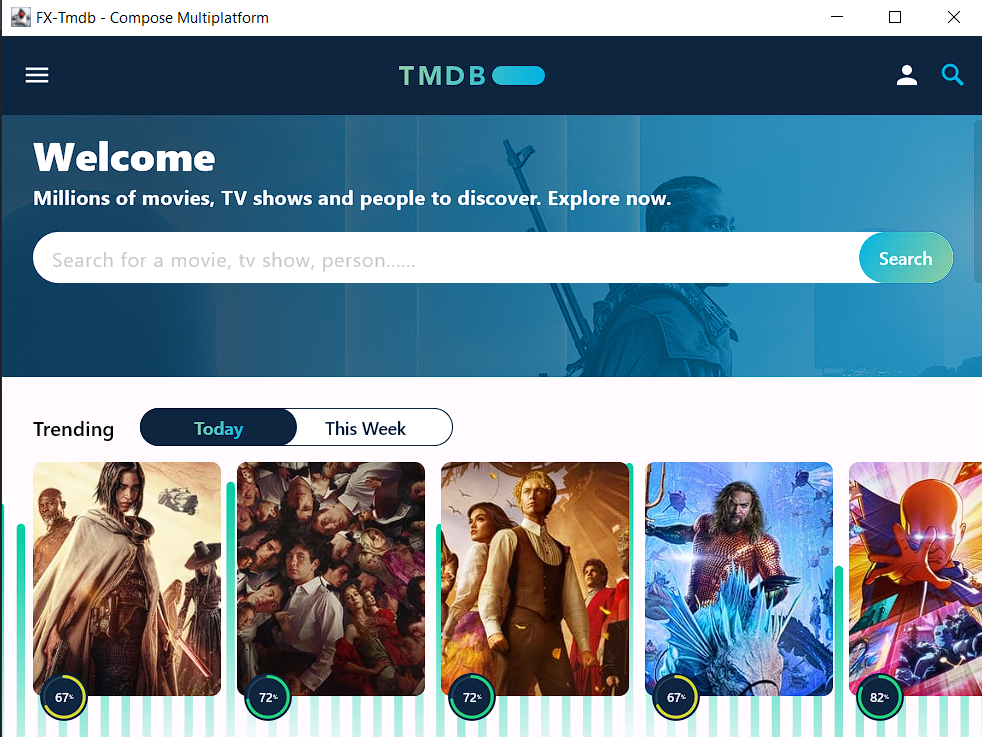 FX-Tmdb - Compose Multiplatform
TMDB
Welcome
Millions of movies, TV shows and people to discover. Explore now.
Search for a movie, tv show, person......
Search
Trending
Today
This Week
67%
72%
72%
67%
82%